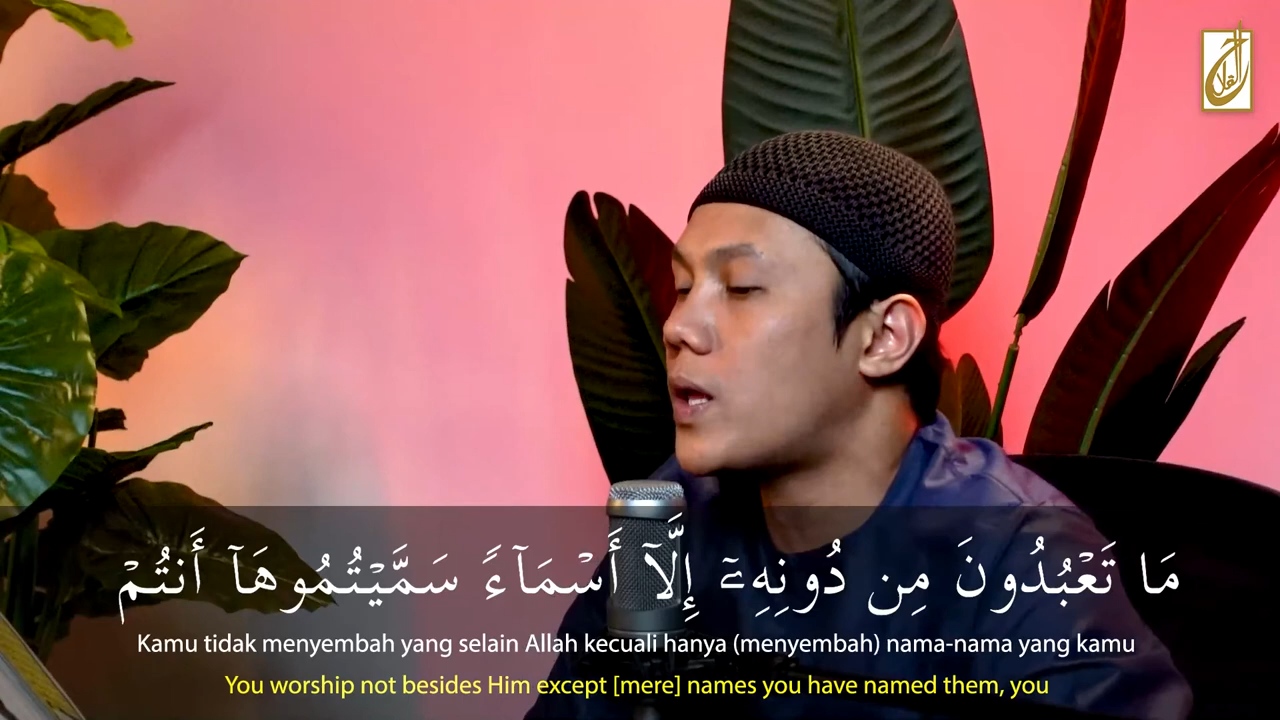 الفلاح
مَا تَعْبُدُونَ مِن دُونِهِۦٓ إِلَّآ أَسْمَآءً سَمَّيْتُمُوهَآ أَنتُمْ
Kamu tidak menyembah yang selain Allah kecuali hanya (menyembah) nama-nama yang kamu
You worship not besides Him except [mere] names you have named them, you